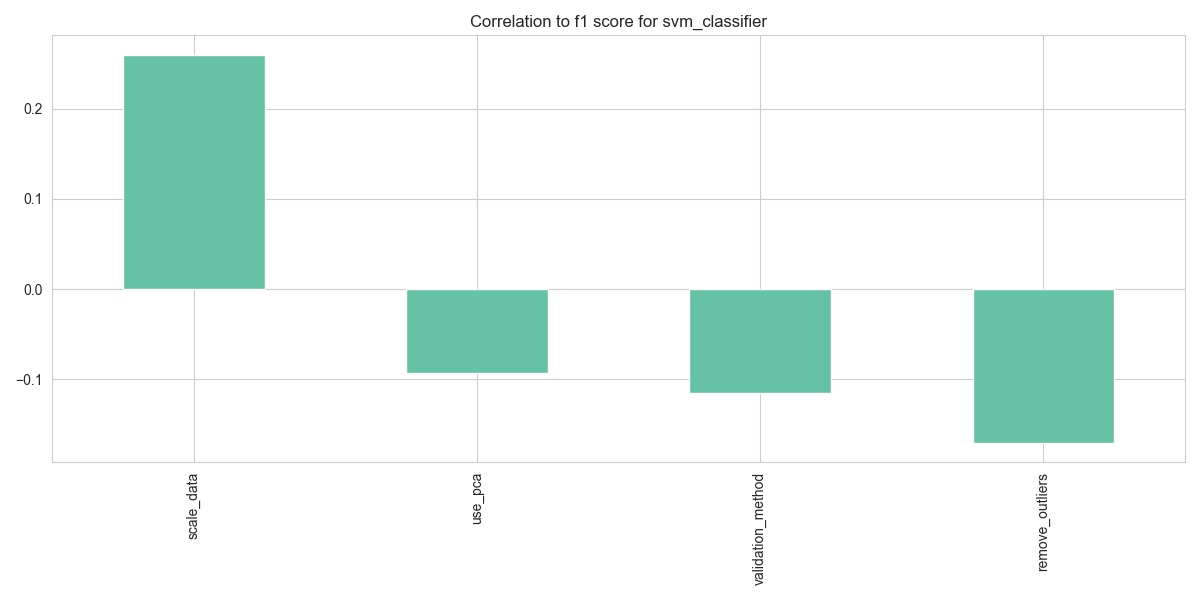 Correlation to f1 score for svm_classifier
0.2
0.1
0.0
−0.1
scale_data
use_pca
validation_method
remove_outliers